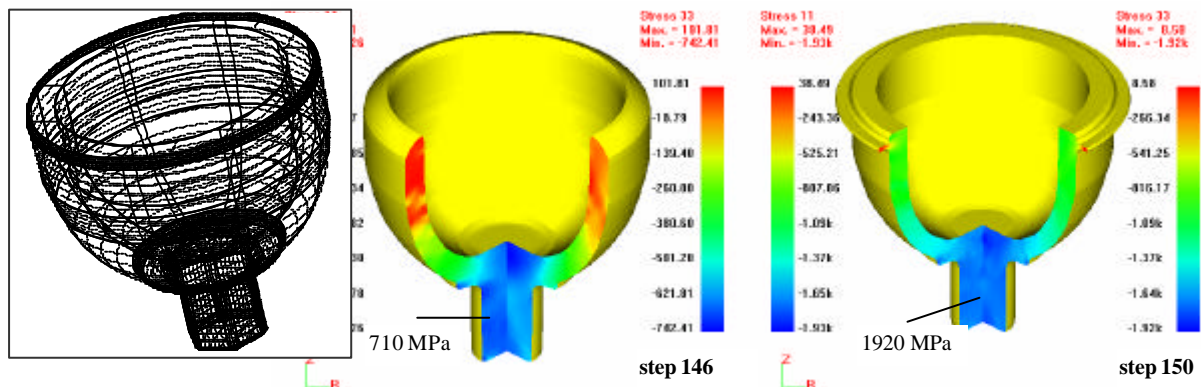 Stress 33
Max. = 101.81
Min. = -742.41
101.81
-18.79
-139.40
-260.00
-380.60
-501.20
-621.81
-742.41
710 MPa
step 146
Z
R
Stress 11
Max. = 38.49
Min. = -1.93k
38.49
-243.36
-525.21
-807.06
-1.09k
-1.37k
-1.65k
-1.93k
Stress 33
Max. = 8.58
Min. = -1.92k
8.58
-266.34
-541.25
-816.17
-1.09k
-1.37k
-1.64k
-1.92k
1920 MPa
step 150
Z
R